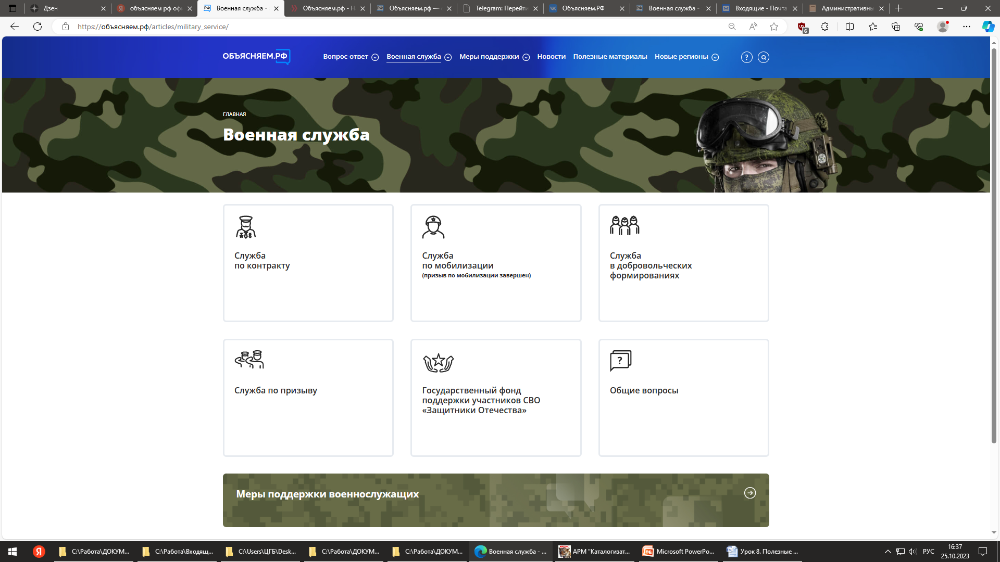 Дзен
объясняем рф офи
Военная служба -
Объясняем.рф - Н
Объясняем.рф — 
Telegram: Перейти
Объясняем.РФ
Военная служба -
Входящие - Почта
Административны
https://объясняем.рф/articles/military_service/
6
ОБЪЯСНЯЕМ.РФ
Вопрос-ответ
Военная служба
Меры поддержки
Новости
Полезные материалы
Новые регионы
?
ГЛАВНАЯ
Военная служба
Служба
по контракту
Служба
по мобилизации
(призыв по мобилизации завершен)
Служба
в добровольческих
формированиях
Служба по призыву
Государственный фонд
поддержки участников СВО
«Защитники Отечества»
?
Общие вопросы
Меры поддержки военнослужащих
Я
C:\Работа\ДОКУМ...
C:\Работа\Входящ...
C:\Users\ЦГБ\Desk...
C:\Работа\ДОКУМ...
C:\Работа\ДОКУМ...
Военная служба - ...
АРМ "Каталогизат...
Microsoft PowerPo...
Урок 8. Полезные ...
РУС
16:37
25.10.2023